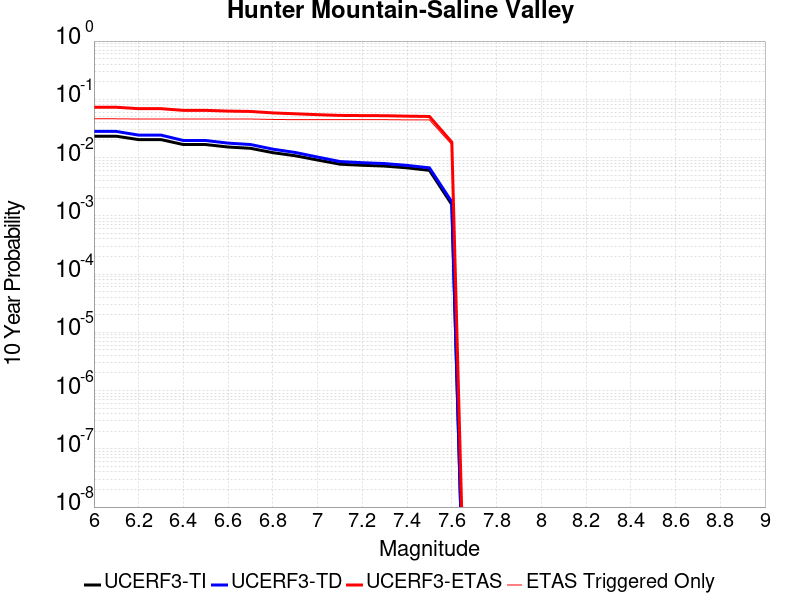 Hunter Mountain-Saline Valley
10 0
10 -1
10 -2
10 -3
10 -4
10 -5
10 -6
10 -7
10 -8
10 Year Probability
6 6.2 6.4 6.6 6.8 7 7.2 7.4 7.6 7.8 8 8.2 8.4 8.6 8.8 9
Magnitude
UCERF3-TI UCERF3-TD UCERF3-ETAS ETAS Triggered Only